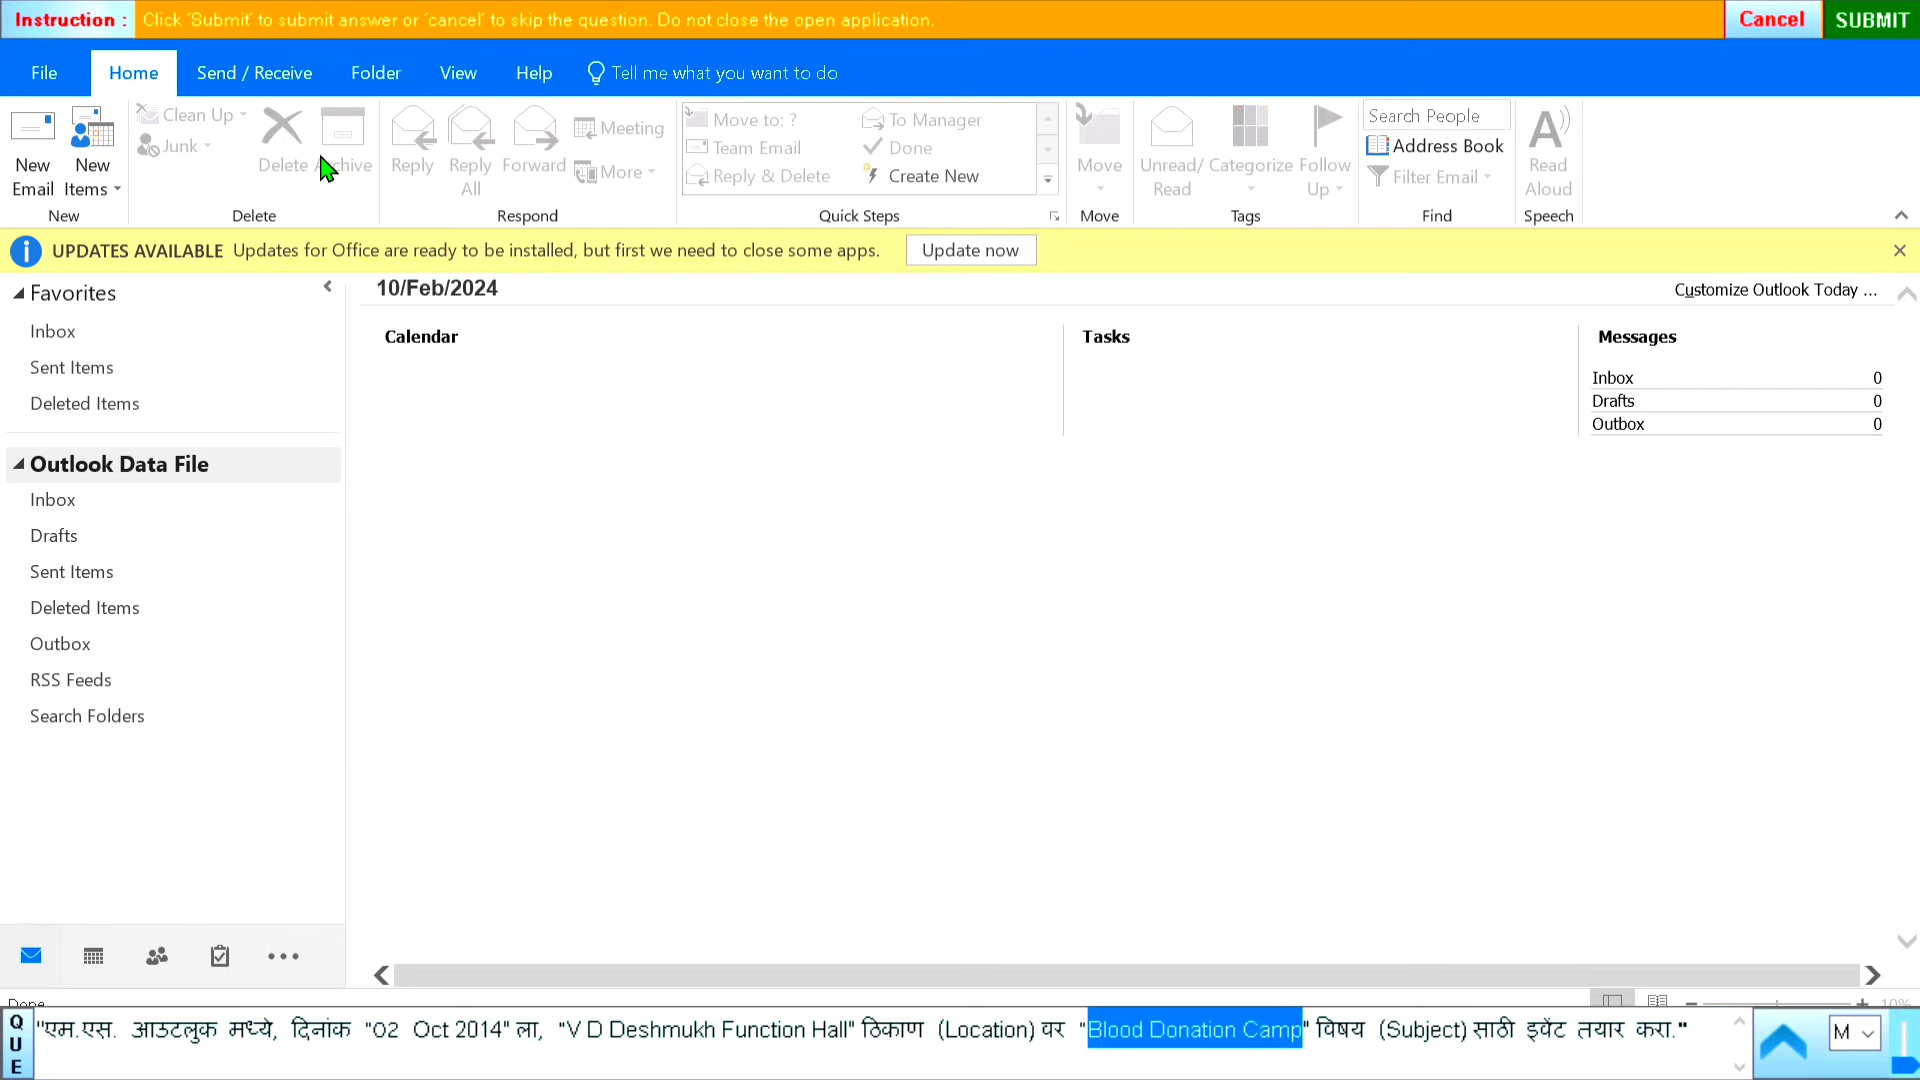 Instruction : Click 'Submit' to submit answer or 'cancel' to skip the question. Do not close the open application. Cancel SUBMIT
File Home Send / Receive Folder View Help Tell me what you want to do
New Email
New Items
New
Clean Up
Junk
Delete
Archive
Delete
Reply
Reply All
Forward
Meeting
More
Respond
Move to: ?
Team Email
Reply & Delete
To Manager
Done
Create New
Quick Steps
Move
Move
Unread/ Read
Categorize
Follow Up
Tags
Search People
Address Book
Filter Email
Find
Read Aloud
Speech
UPDATES AVAILABLE Updates for Office are ready to be installed, but first we need to close some apps. Update now
Favorites
Inbox
Sent Items
Deleted Items
Outlook Data File
Inbox
Drafts
Sent Items
Deleted Items
Outbox
RSS Feeds
Search Folders
10/Feb/2024
Customize Outlook Today ...
Calendar
Tasks
Messages
Inbox 0
Drafts 0
Outbox 0
Done
10%
QUE
"एम.एस. आउटलुक मध्ये, दिनांक "02 Oct 2014" ला, "V D Deshmukh Function Hall" ठिकाण (Location) वर "Blood Donation Camp" विषय (Subject) साठी इवेंट तयार करा."
M